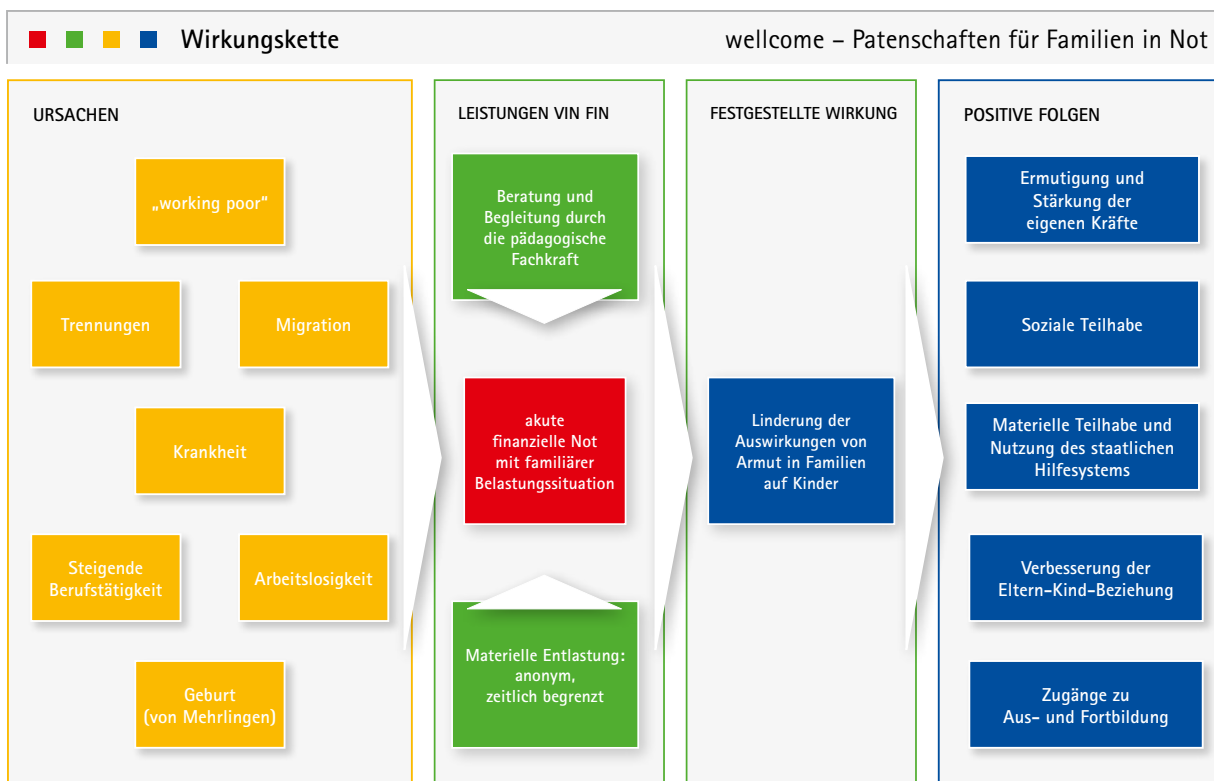 Wirkungskette
wellcome – Patenschaften für Familien in Not
URSACHEN
„working poor“
Trennungen
Migration
Krankheit
Steigende
Berufstätigkeit
Arbeitslosigkeit
Geburt
(von Mehrlingen)
LEISTUNGEN VIN FIN
Beratung und
Begleitung durch
die pädagogische
Fachkraft
akute
finanzielle Not
mit familiärer
Belastungssituation
Materielle Entlastung:
anonym,
zeitlich begrenzt
FESTGESTELLTE WIRKUNG
Linderung der
Auswirkungen von
Armut in Familien
auf Kinder
POSITIVE FOLGEN
Ermutigung und
Stärkung der
eigenen Kräfte
Soziale Teilhabe
Materielle Teilhabe und
Nutzung des staatlichen
Hilfesystems
Verbesserung der
Eltern-Kind-Beziehung
Zugänge zu
Aus- und Fortbildung